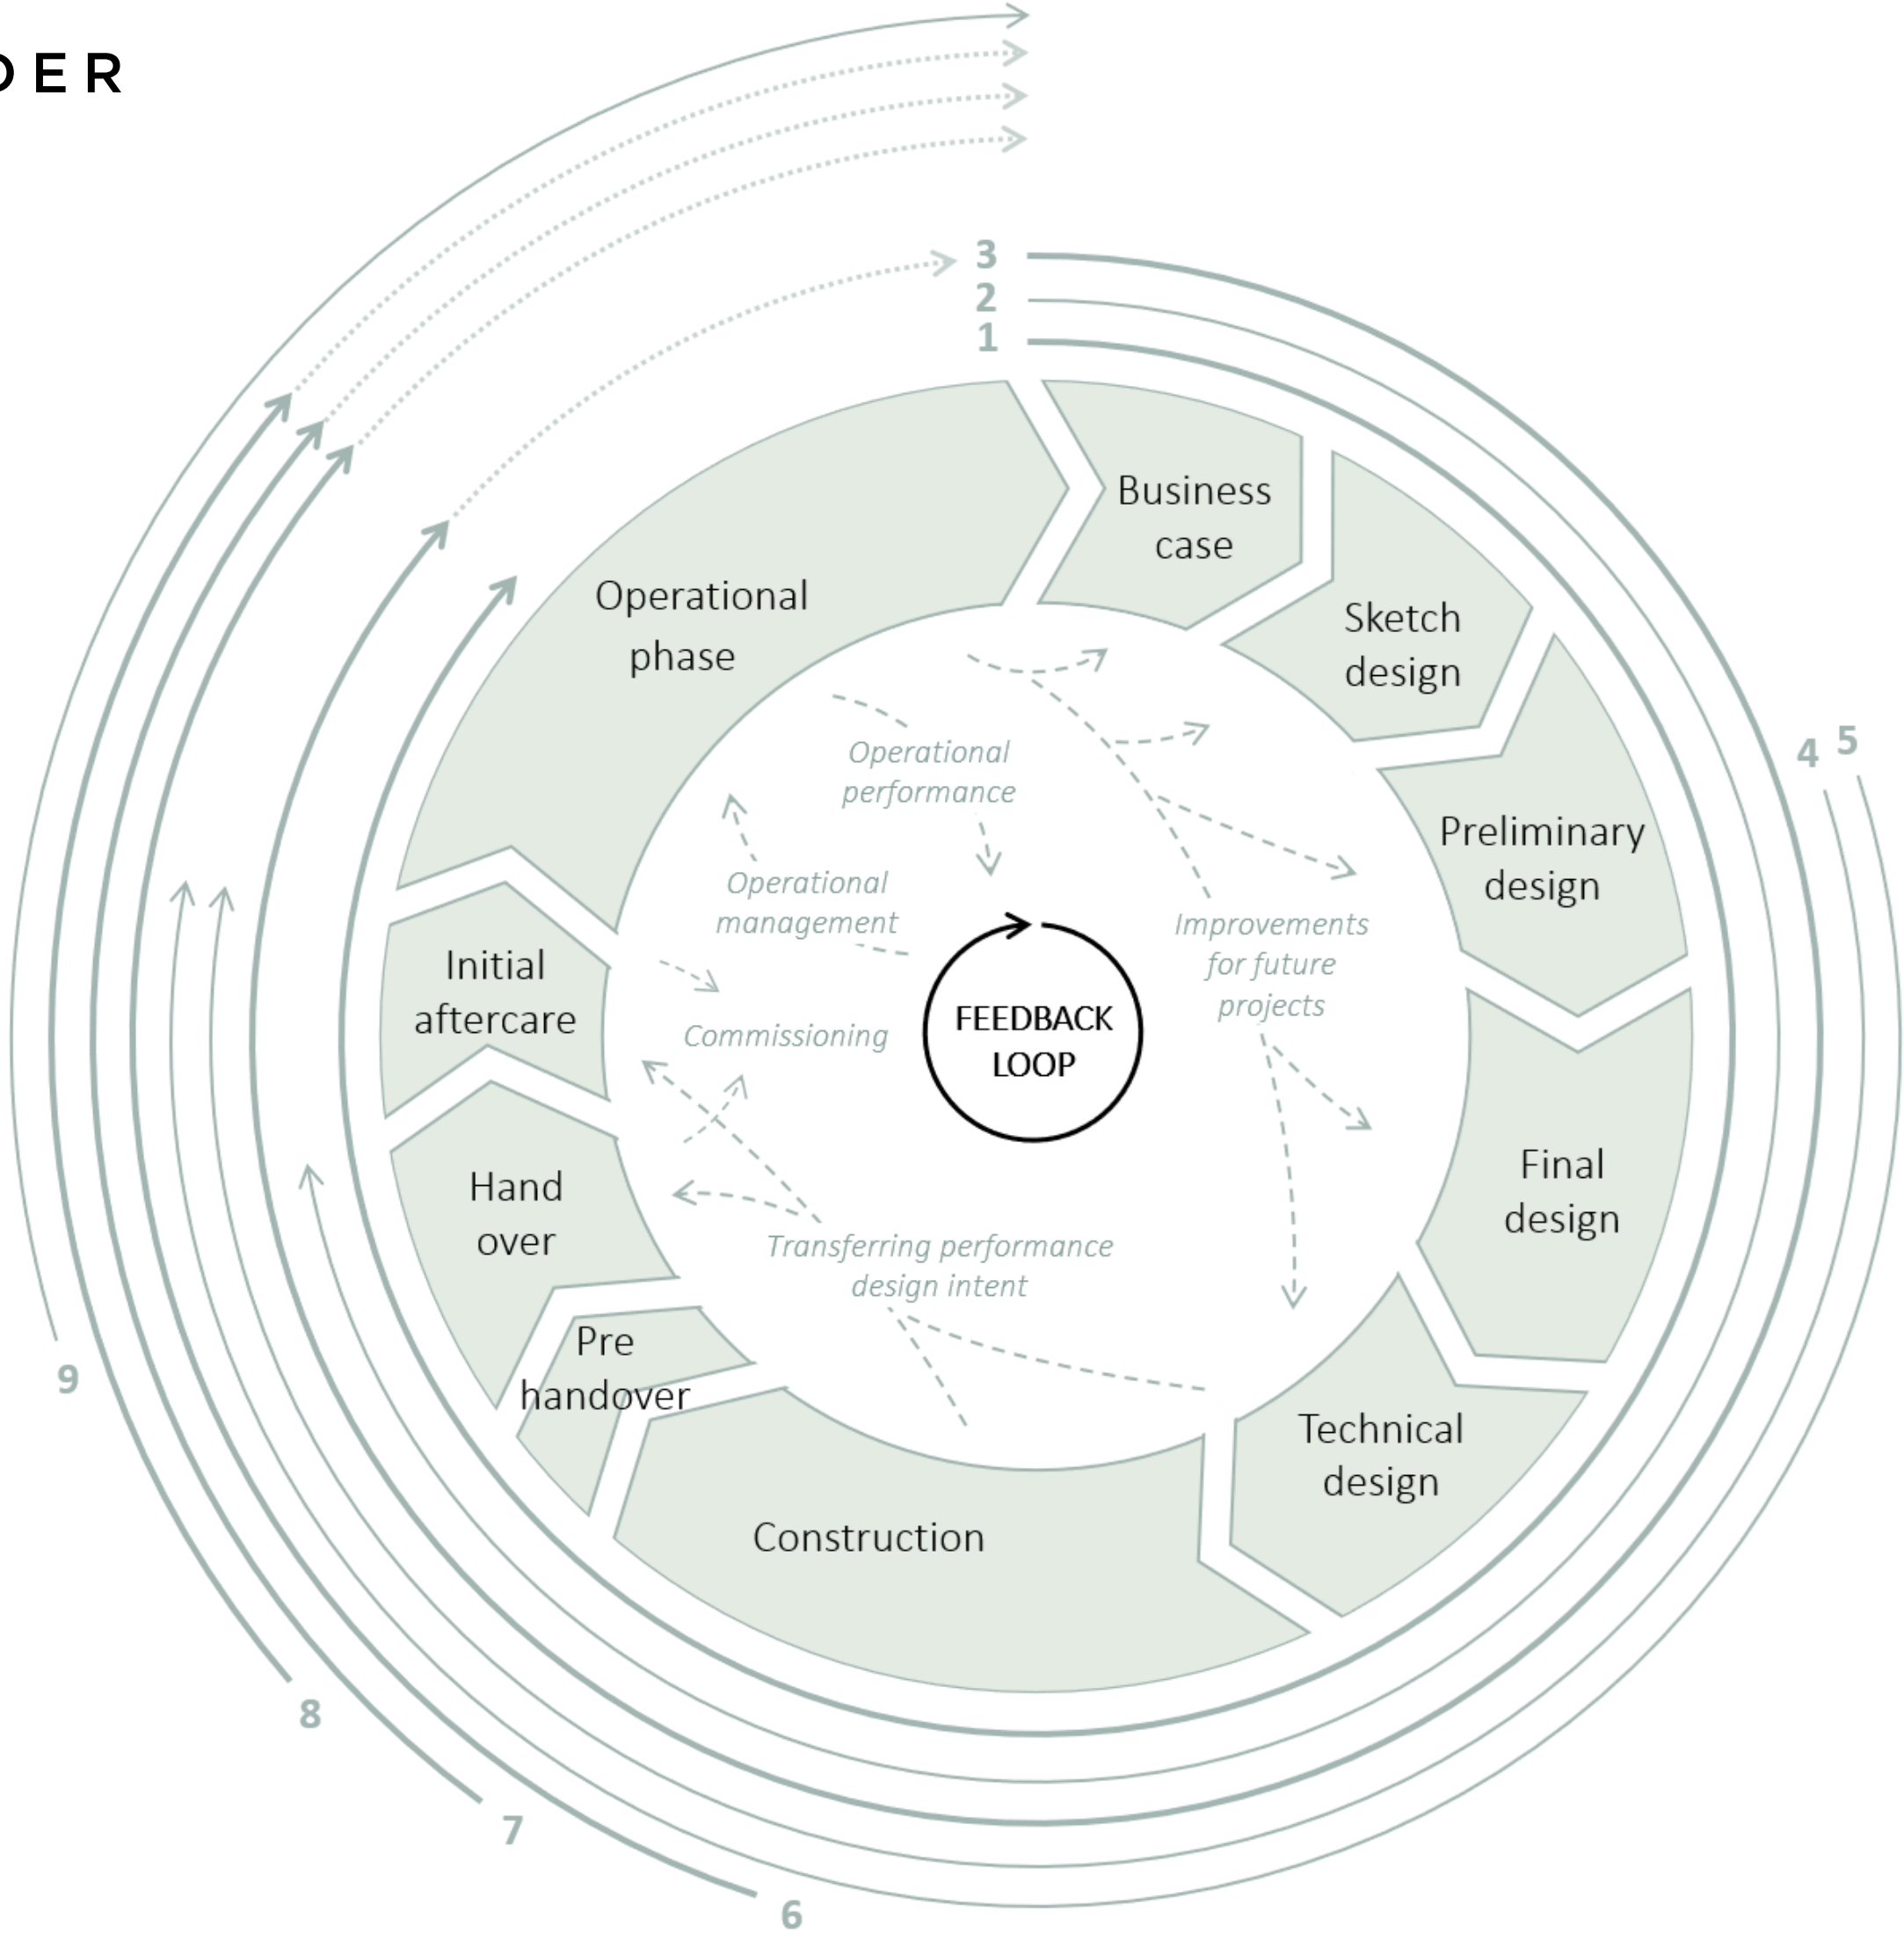 DER
3
2
1
Business
case
Sketch
design
Preliminary
design
4 5
Final
design
Technical
design
Construction
Pre
handover
Hand
over
Initial
aftercare
Operational
phase
Operational
performance
Operational
management
Commissioning
Improvements
for future
projects
FEEDBACK
LOOP
Transferring performance
design intent
9
8
7
6